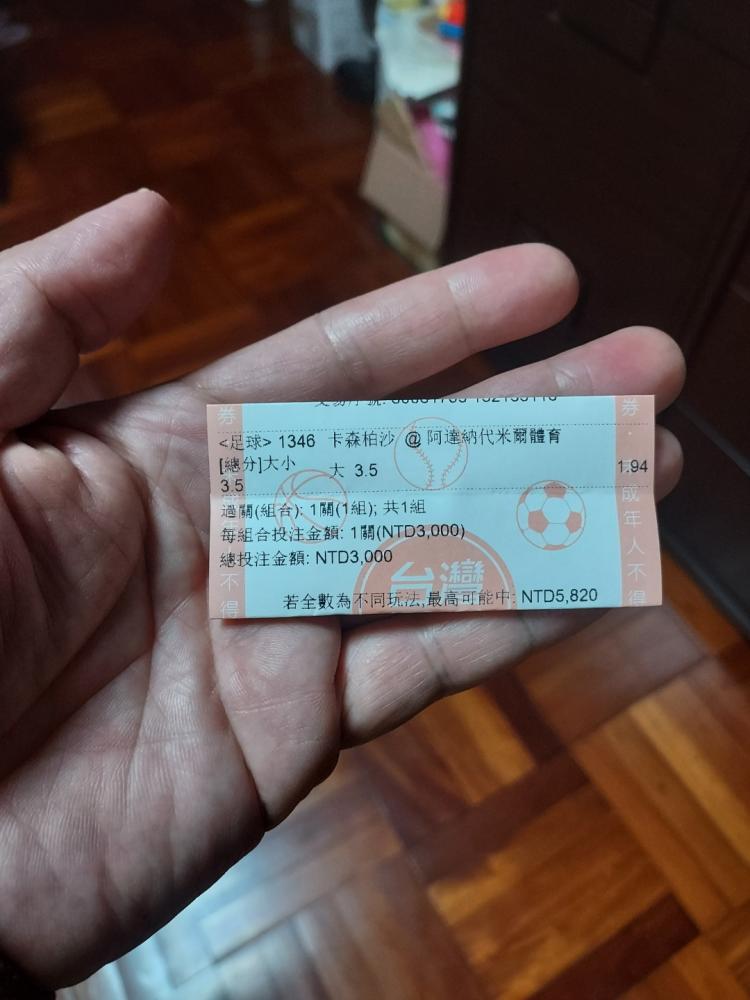 <足球> 1346 卡森柏沙 @ 阿達納代米爾體育
[總分]大小 大 3.5 1.94
3.5
過關(組合): 1關(1組); 共1組
每組合投注金額: 1關(NTD3,000)
總投注金額: NTD3,000
台灣
若全數為不同玩法,最高可能中: NTD5,820
券
成年人不得
券
成年人不得